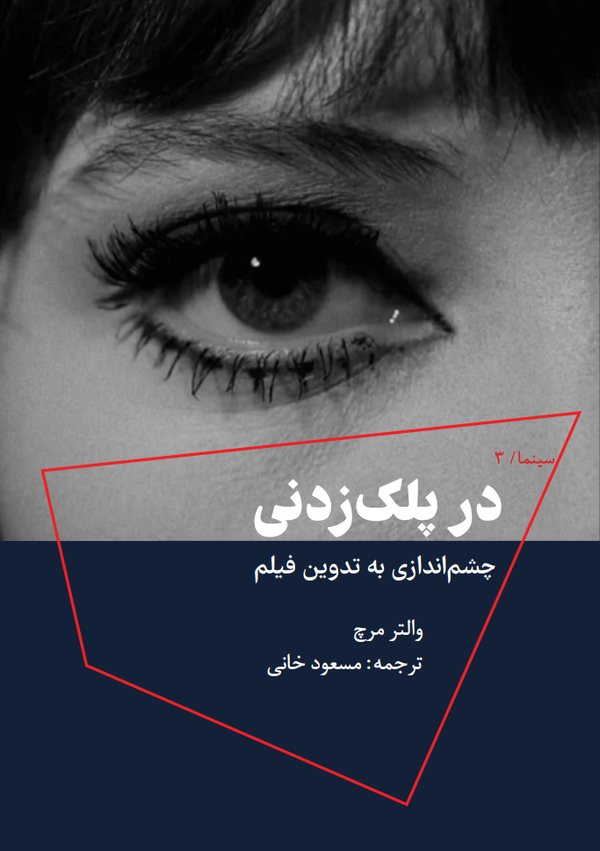 سینما/ ۳
در پلک‌زدنی
چشم‌اندازی به تدوین فیلم
والتر مرچ
ترجمه: مسعود خانی